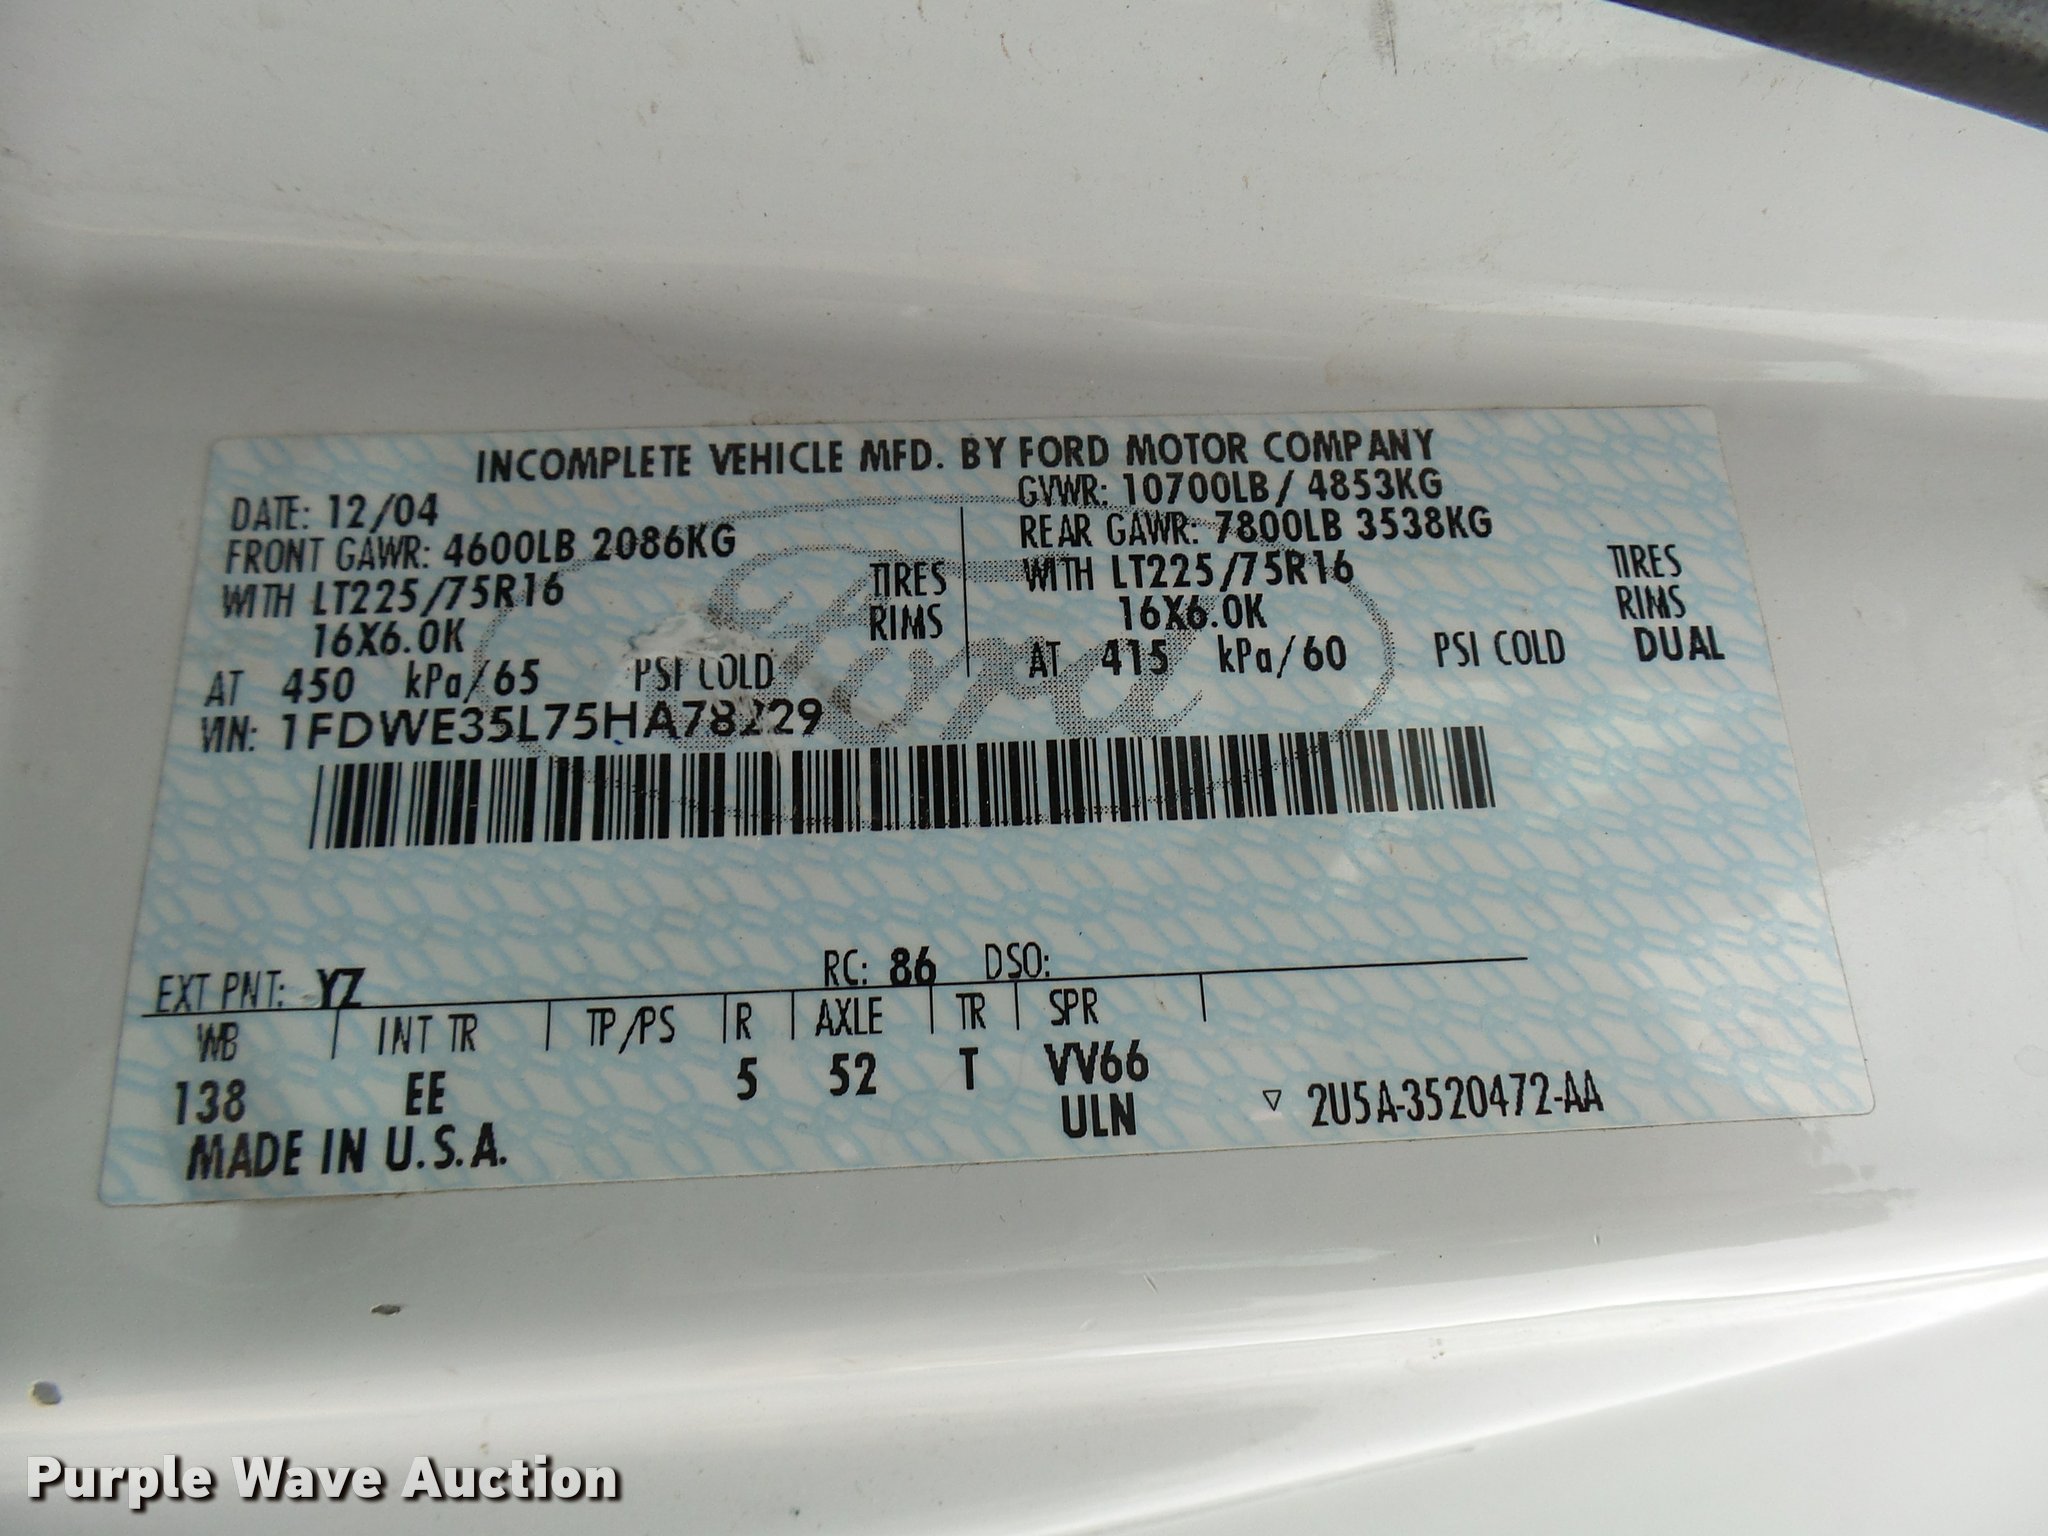 INCOMPLETE VEHICLE MFD. BY FORD MOTOR COMPANY
DATE: 12/04 GVWR: 10700LB / 4853KG
FRONT GAWR: 4600LB 2086KG REAR GAWR: 7800LB 3538KG
WITH LT225/75R16 TIRES WITH LT225/75R16 TIRES
16X6.0K RIMS 16X6.0K RIMS
AT 450 kPa/65 PSI COLD AT 415 kPa/60 PSI COLD DUAL
VIN: 1FDWE35L75HA78229
Ford
EXT PNT: YZ RC: 86 DSO:
WB INT TR TP/PS R AXLE TR SPR
138 EE 5 52 T VV66
ULN ▽ 2U5A-3520472-AA
MADE IN U.S.A.
Purple Wave Auction